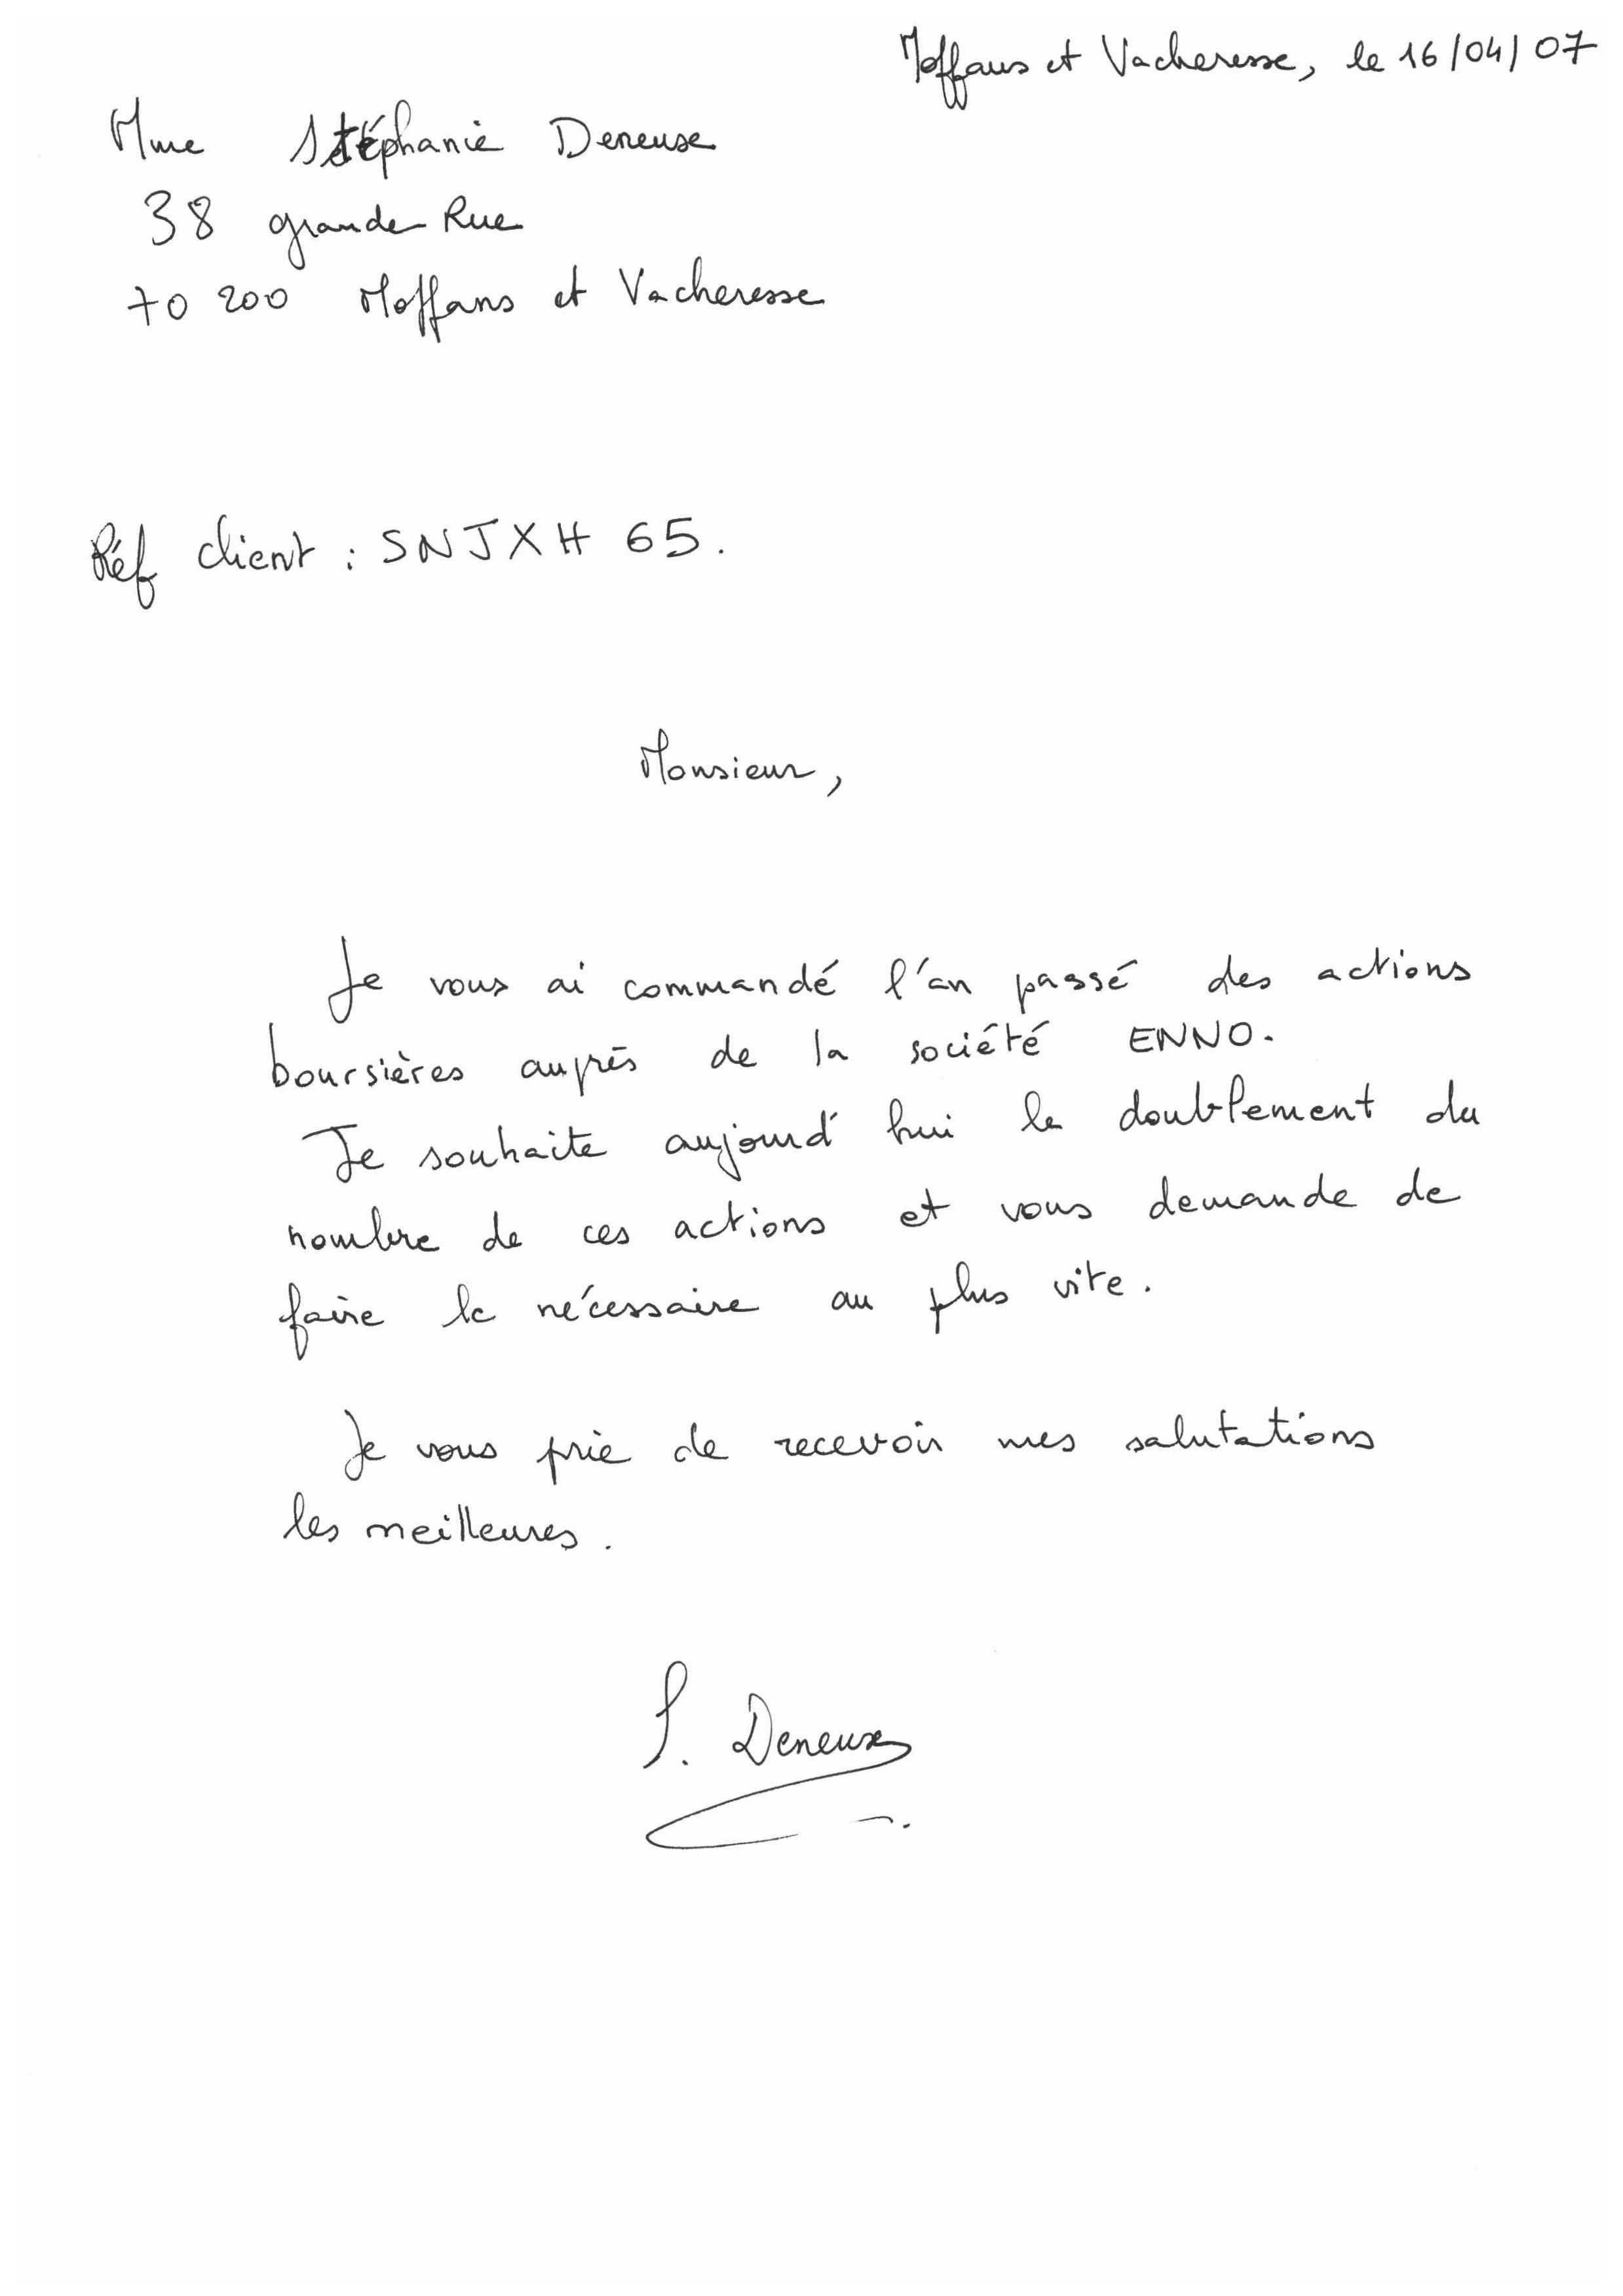 Moffans et Vacheresse, le 16/04/07
Mme Stéphanie Deneuse
38 grande Rue
70 200 Moffans et Vacheresse
Réf client : SNJXH 65.
Monsieur,
Je vous ai commandé l'an passé des actions
boursières auprès de la société ENNO.
Je souhaite aujourd'hui le doublement du
nombre de ces actions et vous demande de
faire le nécessaire au plus vite.
Je vous prie de recevoir mes salutations
les meilleures.
S. Deneuse